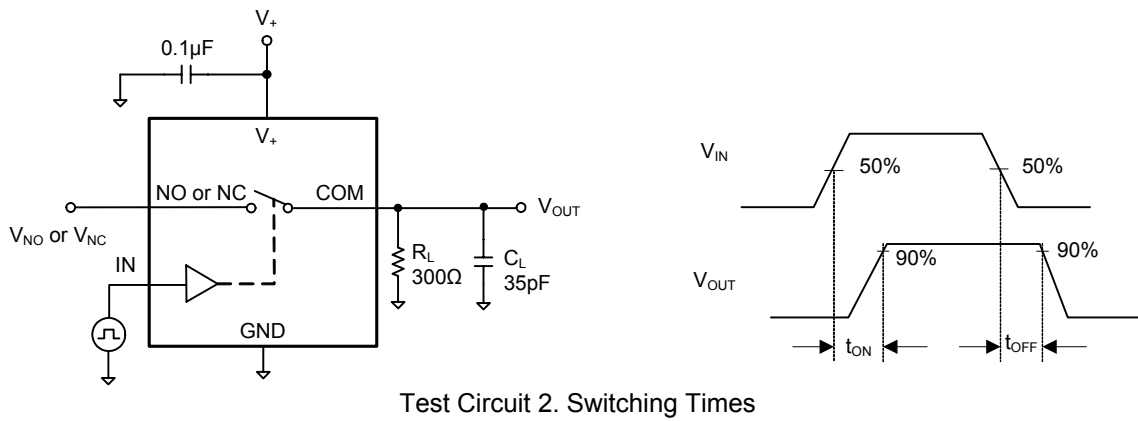 V+
0.1µF
V+
NO or NC
COM
VOUT
VNO or VNC
IN
RL
300Ω
CL
35pF
GND
VIN
50%
50%
VOUT
90%
90%
tON
tOFF
Test Circuit 2. Switching Times